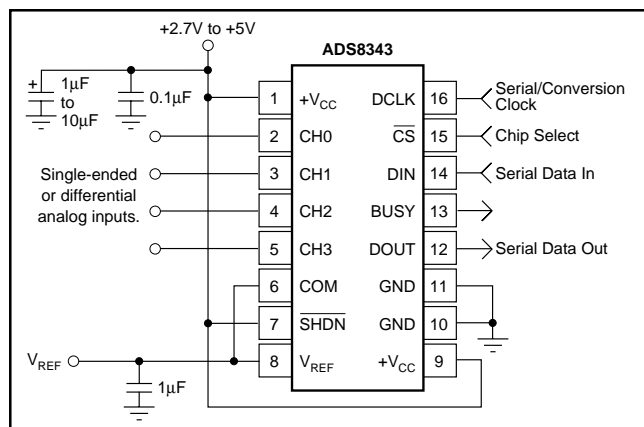 +2.7V to +5V
ADS8343
+ 1µF
to
10µF
0.1µF
1 +VCC DCLK 16 Serial/Conversion
Clock
2 CH0 CS 15 Chip Select
Single-ended
or differential
analog inputs.
3 CH1 DIN 14 Serial Data In
4 CH2 BUSY 13
5 CH3 DOUT 12 Serial Data Out
6 COM GND 11
7 SHDN GND 10
VREF 8 VREF +VCC 9
1µF